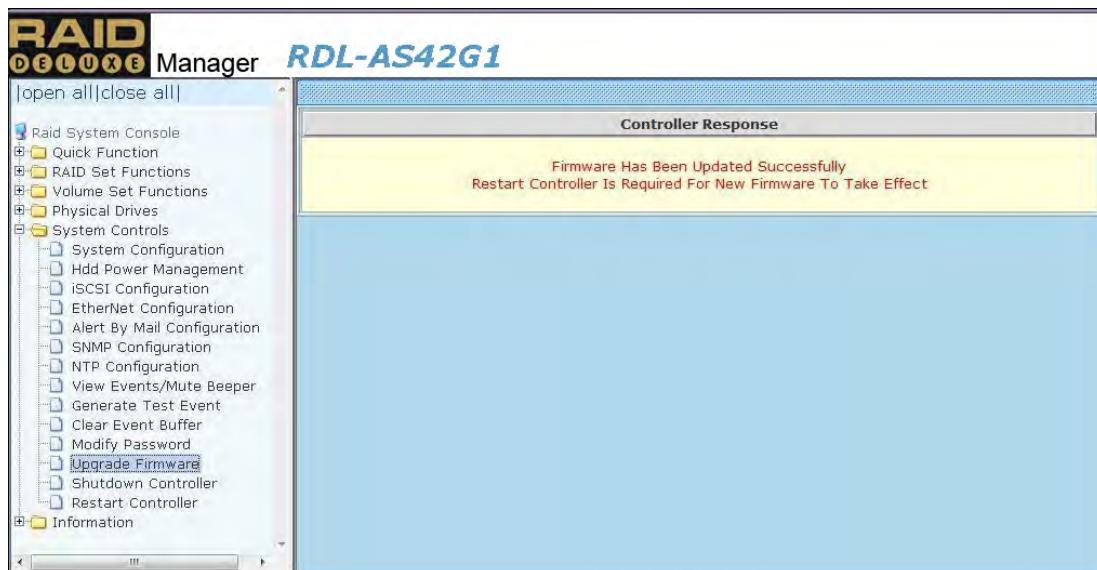 RAID
DELUXE Manager
RDL-AS42G1
|open all|close all|
Raid System Console
Quick Function
RAID Set Functions
Volume Set Functions
Physical Drives
System Controls
System Configuration
Hdd Power Management
iSCSI Configuration
EtherNet Configuration
Alert By Mail Configuration
SNMP Configuration
NTP Configuration
View Events/Mute Beeper
Generate Test Event
Clear Event Buffer
Modify Password
Upgrade Firmware
Shutdown Controller
Restart Controller
Information
Controller Response
Firmware Has Been Updated Successfully
Restart Controller Is Required For New Firmware To Take Effect